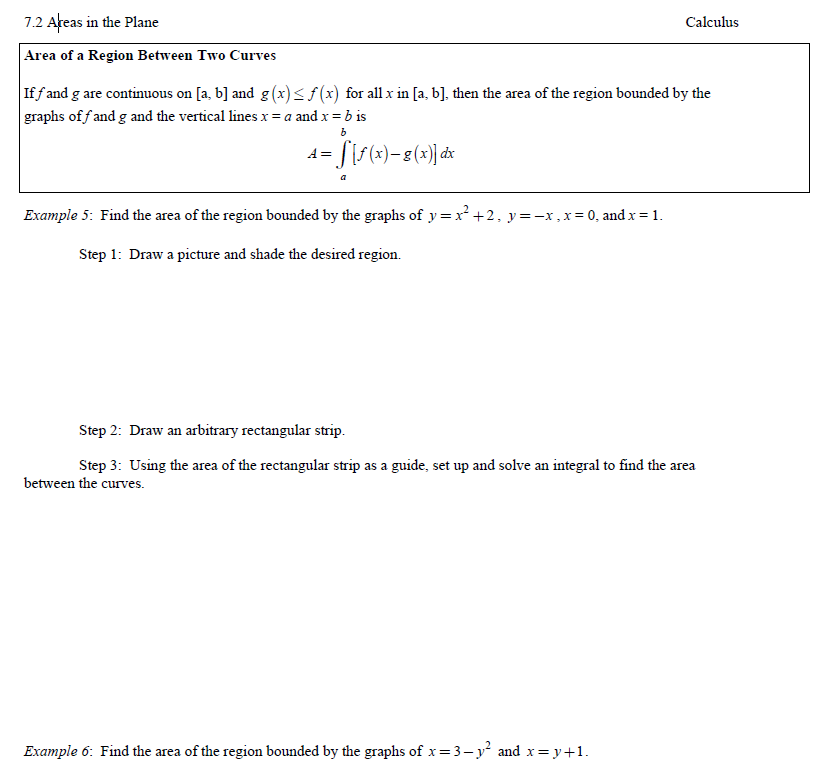 7.2 Areas in the Plane Calculus
Area of a Region Between Two Curves
If f and g are continuous on [a, b] and g(x) ≤ f(x) for all x in [a, b], then the area of the region bounded by the
graphs of f and g and the vertical lines x = a and x = b is
A = ∫_a^b [f(x) − g(x)] dx
Example 5: Find the area of the region bounded by the graphs of y = x² + 2, y = −x, x = 0, and x = 1.
Step 1: Draw a picture and shade the desired region.
Step 2: Draw an arbitrary rectangular strip.
Step 3: Using the area of the rectangular strip as a guide, set up and solve an integral to find the area
between the curves.
Example 6: Find the area of the region bounded by the graphs of x = 3 − y² and x = y + 1.